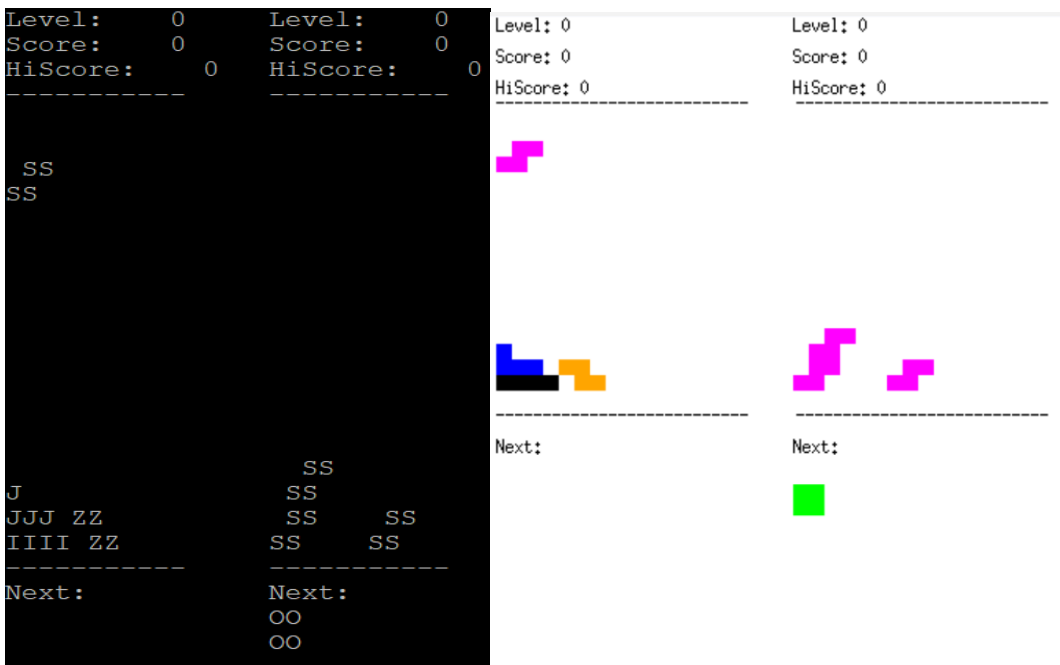 Level:    0     Level:    0
Score:    0     Score:    0
HiScore:    0   HiScore:    0
-----------     -----------
 SS
SS
                  SS
J                SS
JJJ ZZ           SS    SS
IIII ZZ         SS    SS
-----------     -----------
Next:           Next:
                OO
                OO
Level: 0   Level: 0
Score: 0   Score: 0
HiScore: 0   HiScore: 0
---------------------------   ---------------------------
---------------------------   ---------------------------
Next:   Next: